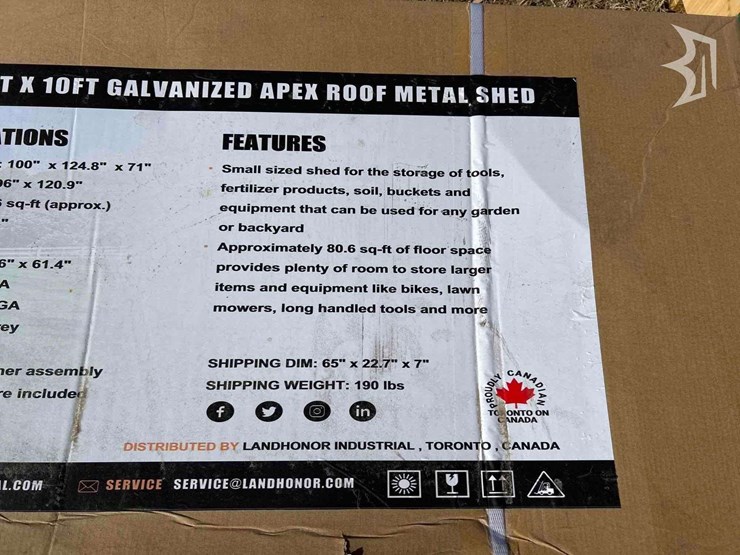 T X 10FT GALVANIZED APEX ROOF METAL SHED
TIONS
: 100" x 124.8" x 71"
96" x 120.9"
sq-ft (approx.)
"
6" x 61.4"
A
GA
ey
ner assembly
re included
FEATURES
Small sized shed for the storage of tools,
fertilizer products, soil, buckets and
equipment that can be used for any garden
or backyard
Approximately 80.6 sq-ft of floor space
provides plenty of room to store larger
items and equipment like bikes, lawn
mowers, long handled tools and more
SHIPPING DIM: 65" x 22.7" x 7"
SHIPPING WEIGHT: 190 lbs
PROUDLY CANADIAN
TORONTO ON
CANADA
DISTRIBUTED BY LANDHONOR INDUSTRIAL , TORONTO , CANADA
L.COM SERVICE SERVICE@LANDHONOR.COM